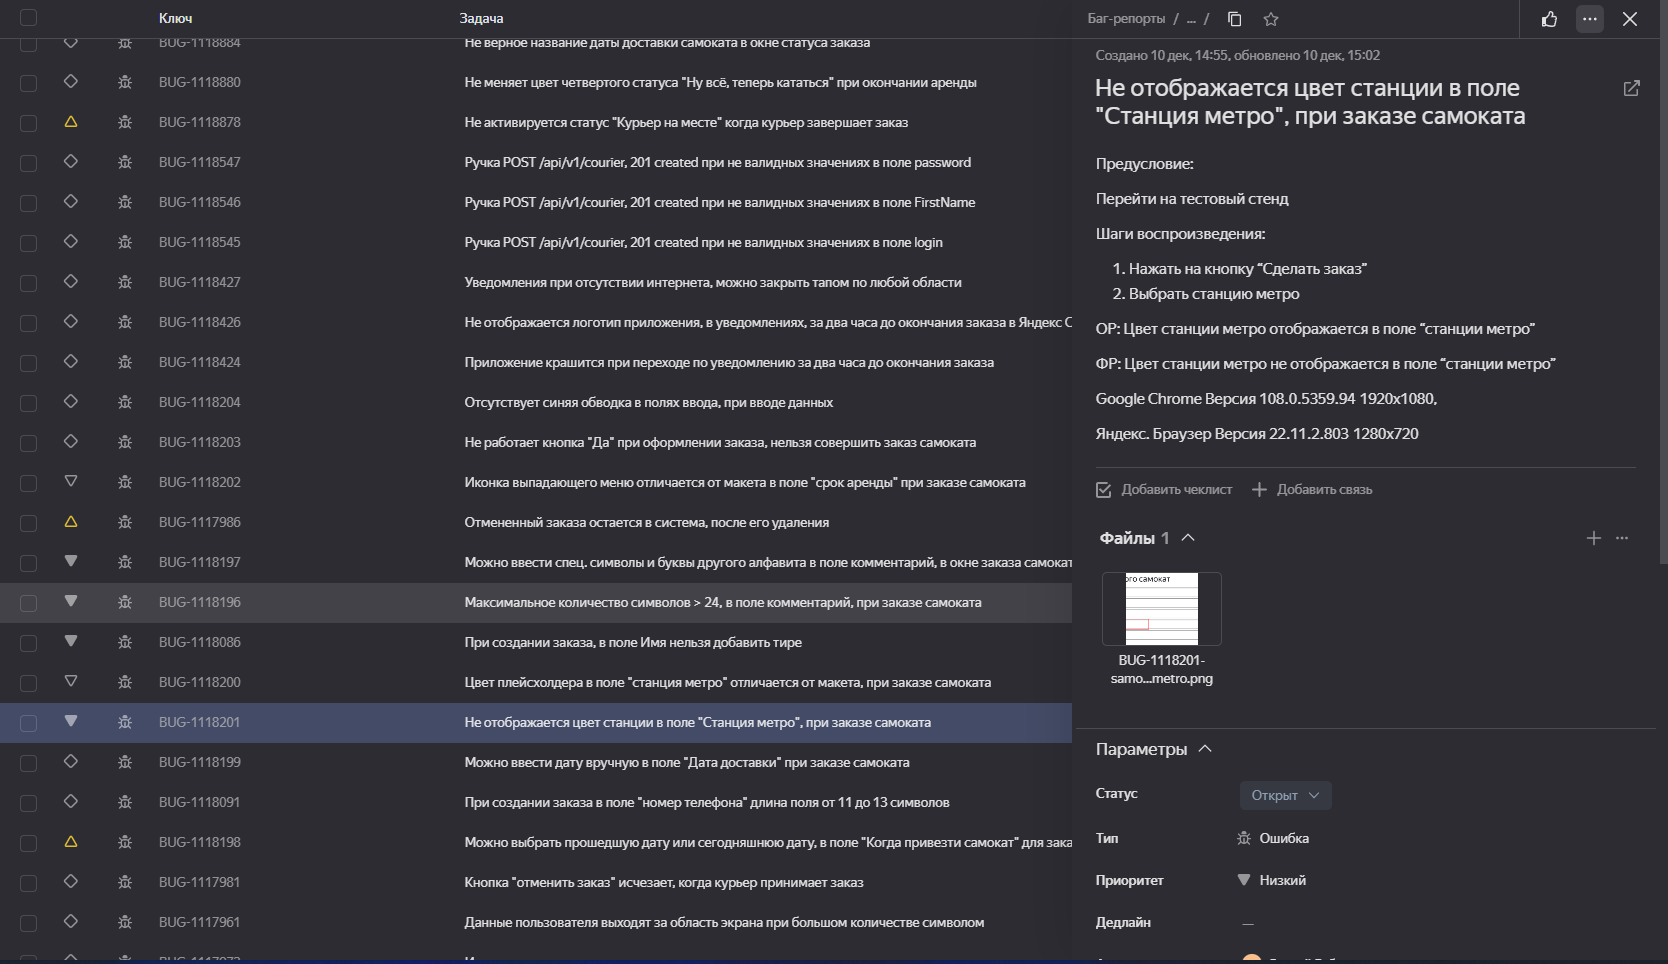 Ключ Задача
BUG-1118884 Не верное название даты доставки самоката в окне статуса заказа
BUG-1118880 Не меняет цвет четвертого статуса "Ну всё, теперь кататься" при окончании аренды
BUG-1118878 Не активируется статус "Курьер на месте" когда курьер завершает заказ
BUG-1118547 Ручка POST /api/v1/courier, 201 created при не валидных значениях в поле password
BUG-1118546 Ручка POST /api/v1/courier, 201 created при не валидных значениях в поле FirstName
BUG-1118545 Ручка POST /api/v1/courier, 201 created при не валидных значениях в поле login
BUG-1118427 Уведомления при отсутствии интернета, можно закрыть тапом по любой области
BUG-1118426 Не отображается логотип приложения, в уведомлениях, за два часа до окончания заказа в Яндекс С
BUG-1118424 Приложение крашится при переходе по уведомлению за два часа до окончания заказа
BUG-1118204 Отсутствует синяя обводка в полях ввода, при вводе данных
BUG-1118203 Не работает кнопка "Да" при оформлении заказа, нельзя совершить заказ самоката
BUG-1118202 Иконка выпадающего меню отличается от макета в поле "срок аренды" при заказе самоката
BUG-1117986 Отмененный заказа остается в система, после его удаления
BUG-1118197 Можно ввести спец. символы и буквы другого алфавита в поле комментарий, в окне заказа самокат
BUG-1118196 Максимальное количество символов > 24, в поле комментарий, при заказе самоката
BUG-1118086 При создании заказа, в поле Имя нельзя добавить тире
BUG-1118200 Цвет плейсхолдера в поле "станция метро" отличается от макета, при заказе самоката
BUG-1118201 Не отображается цвет станции в поле "Станция метро", при заказе самоката
BUG-1118199 Можно ввести дату вручную в поле "Дата доставки" при заказе самоката
BUG-1118091 При создании заказа в поле "номер телефона" длина поля от 11 до 13 символов
BUG-1118198 Можно выбрать прошедшую дату или сегодняшнюю дату, в поле "Когда привезти самокат" для зака
BUG-1117981 Кнопка "отменить заказ" исчезает, когда курьер принимает заказ
BUG-1117961 Данные пользователя выходят за область экрана при большом количестве символом
Баг-репорты / ... /
Создано 10 дек, 14:55, обновлено 10 дек, 15:02
Не отображается цвет станции в поле
"Станция метро", при заказе самоката
Предусловие:
Перейти на тестовый стенд
Шаги воспроизведения:
1. Нажать на кнопку “Сделать заказ”
2. Выбрать станцию метро
ОР: Цвет станции метро отображается в поле “станции метро”
ФР: Цвет станции метро не отображается в поле “станции метро”
Google Chrome Версия 108.0.5359.94 1920x1080,
Яндекс. Браузер Версия 22.11.2.803 1280x720
Добавить чеклист Добавить связь
Файлы 1
ого самокат
BUG-1118201-
samo...metro.png
Параметры
Статус Открыт
Тип Ошибка
Приоритет Низкий
Дедлайн —